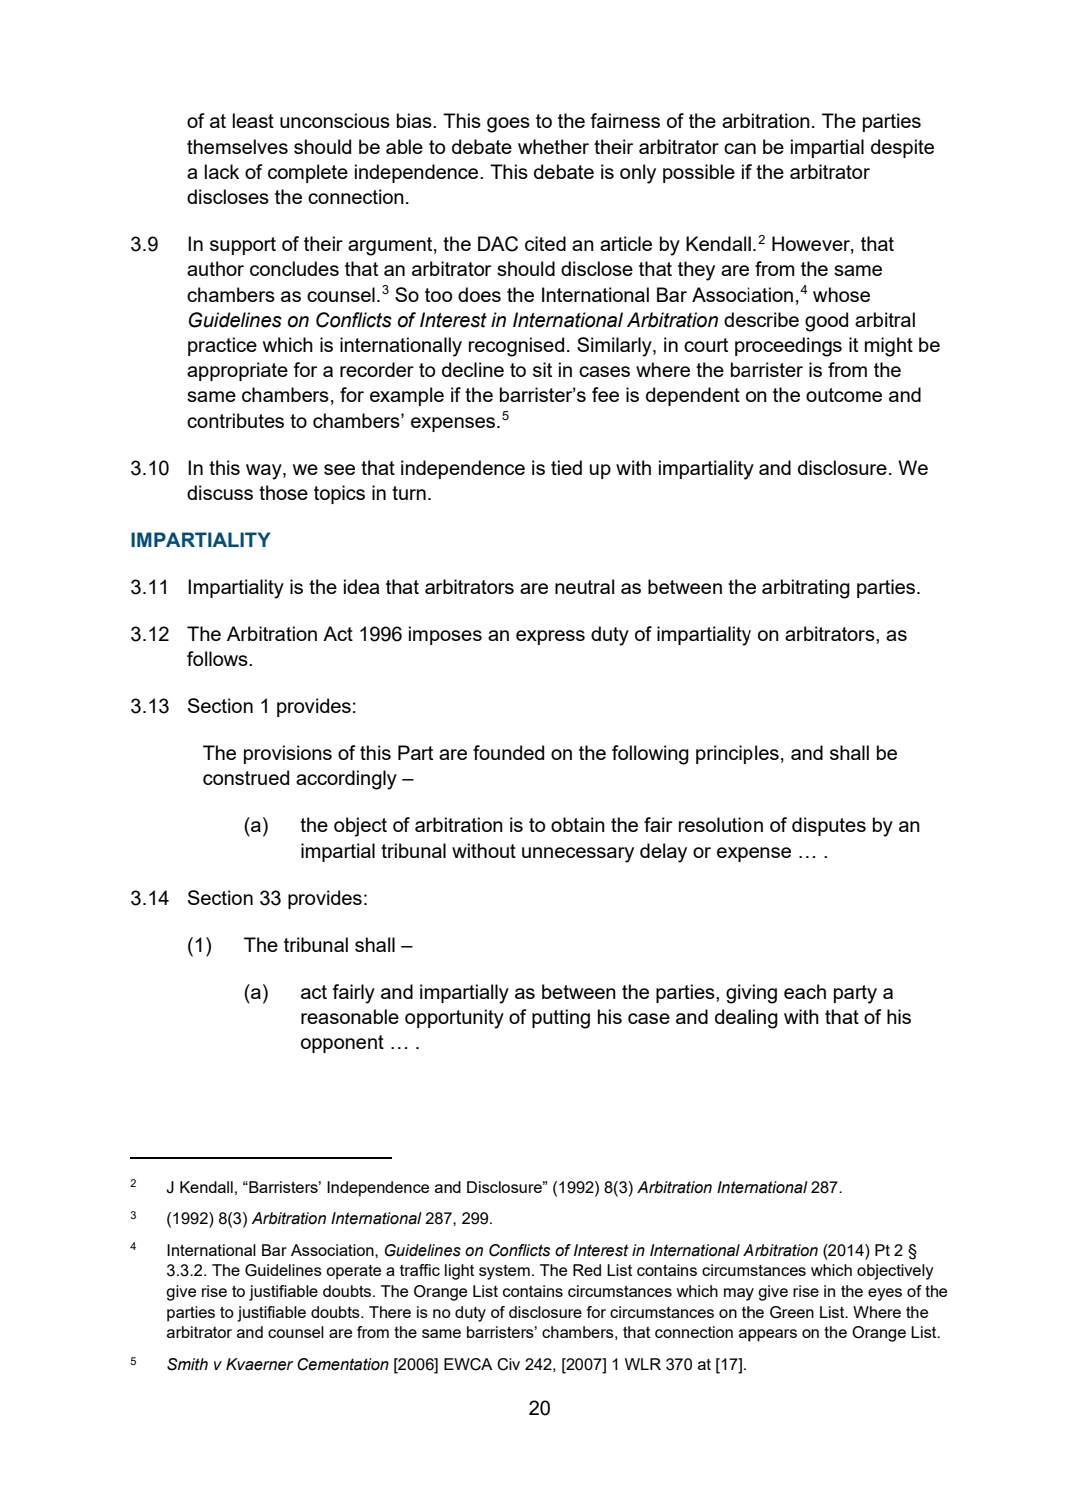 of at least unconscious bias. This goes to the fairness of the arbitration. The parties
themselves should be able to debate whether their arbitrator can be impartial despite
a lack of complete independence. This debate is only possible if the arbitrator
discloses the connection.
3.9 In support of their argument, the DAC cited an article by Kendall.2 However, that
author concludes that an arbitrator should disclose that they are from the same
chambers as counsel.3 So too does the International Bar Association,4 whose
Guidelines on Conflicts of Interest in International Arbitration describe good arbitral
practice which is internationally recognised. Similarly, in court proceedings it might be
appropriate for a recorder to decline to sit in cases where the barrister is from the
same chambers, for example if the barrister's fee is dependent on the outcome and
contributes to chambers' expenses.5
3.10 In this way, we see that independence is tied up with impartiality and disclosure. We
discuss those topics in turn.
IMPARTIALITY
3.11 Impartiality is the idea that arbitrators are neutral as between the arbitrating parties.
3.12 The Arbitration Act 1996 imposes an express duty of impartiality on arbitrators, as
follows.
3.13 Section 1 provides:
The provisions of this Part are founded on the following principles, and shall be
construed accordingly –
(a) the object of arbitration is to obtain the fair resolution of disputes by an
impartial tribunal without unnecessary delay or expense … .
3.14 Section 33 provides:
(1) The tribunal shall –
(a) act fairly and impartially as between the parties, giving each party a
reasonable opportunity of putting his case and dealing with that of his
opponent … .
2 J Kendall, “Barristers’ Independence and Disclosure” (1992) 8(3) Arbitration International 287.
3 (1992) 8(3) Arbitration International 287, 299.
4 International Bar Association, Guidelines on Conflicts of Interest in International Arbitration (2014) Pt 2 §
3.3.2. The Guidelines operate a traffic light system. The Red List contains circumstances which objectively
give rise to justifiable doubts. The Orange List contains circumstances which may give rise in the eyes of the
parties to justifiable doubts. There is no duty of disclosure for circumstances on the Green List. Where the
arbitrator and counsel are from the same barristers’ chambers, that connection appears on the Orange List.
5 Smith v Kvaerner Cementation [2006] EWCA Civ 242, [2007] 1 WLR 370 at [17].
20